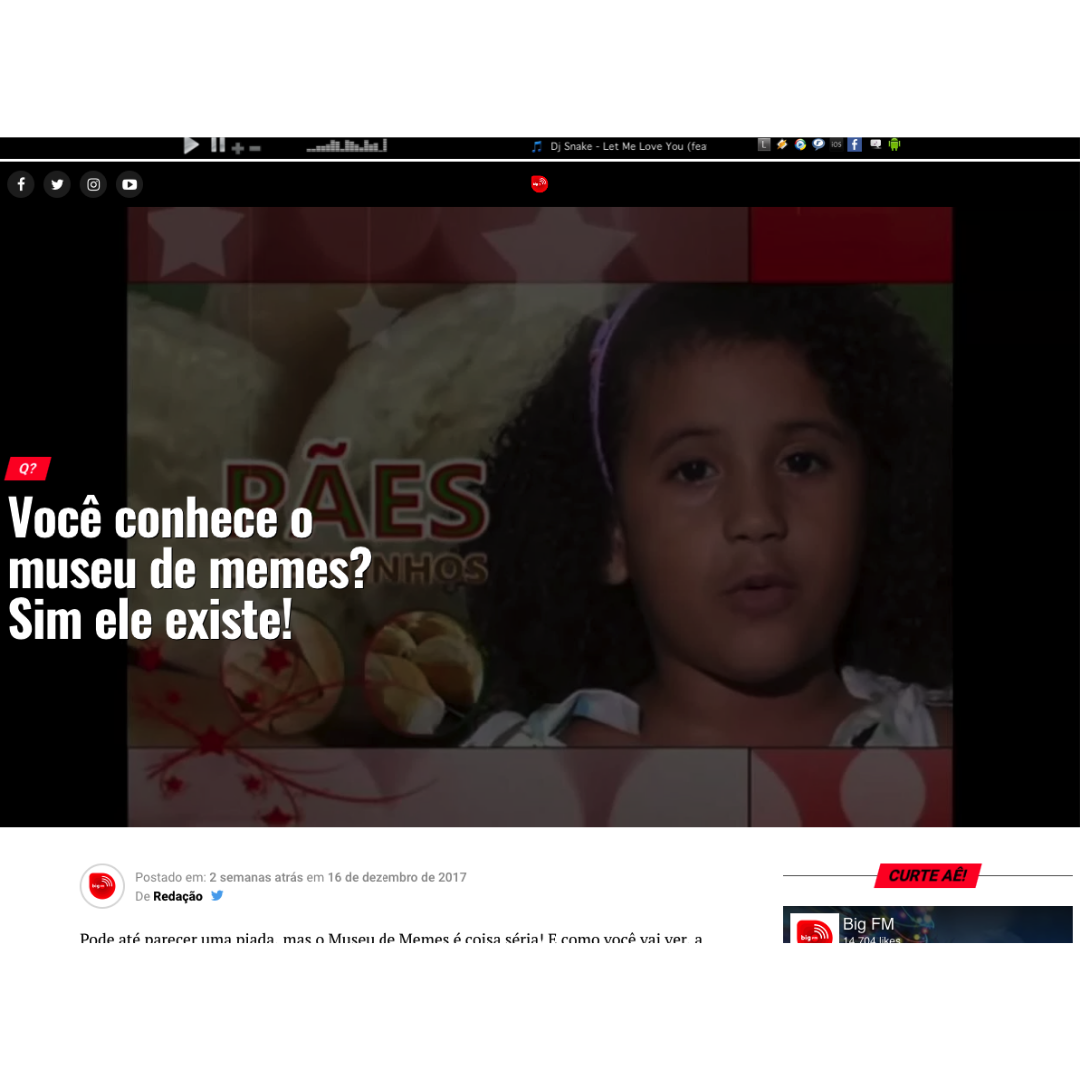 Dj Snake - Let Me Love You (fea
iOS
PÃES
NHOS
Q?
Você conhece o
museu de memes?
Sim ele existe!
Postado em: 2 semanas atrás em 16 de dezembro de 2017
De Redação
Pode até parecer uma piada, mas o Museu de Memes é coisa séria! E como você vai ver, a
CURTE AÊ!
big
Big FM
14.704 likes